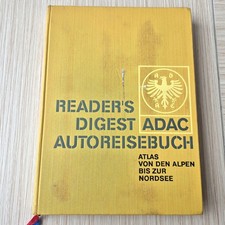 READER'S
DIGEST ADAC
AUTOREISEBUCH
ATLAS
VON DEN ALPEN
BIS ZUR
NORDSEE